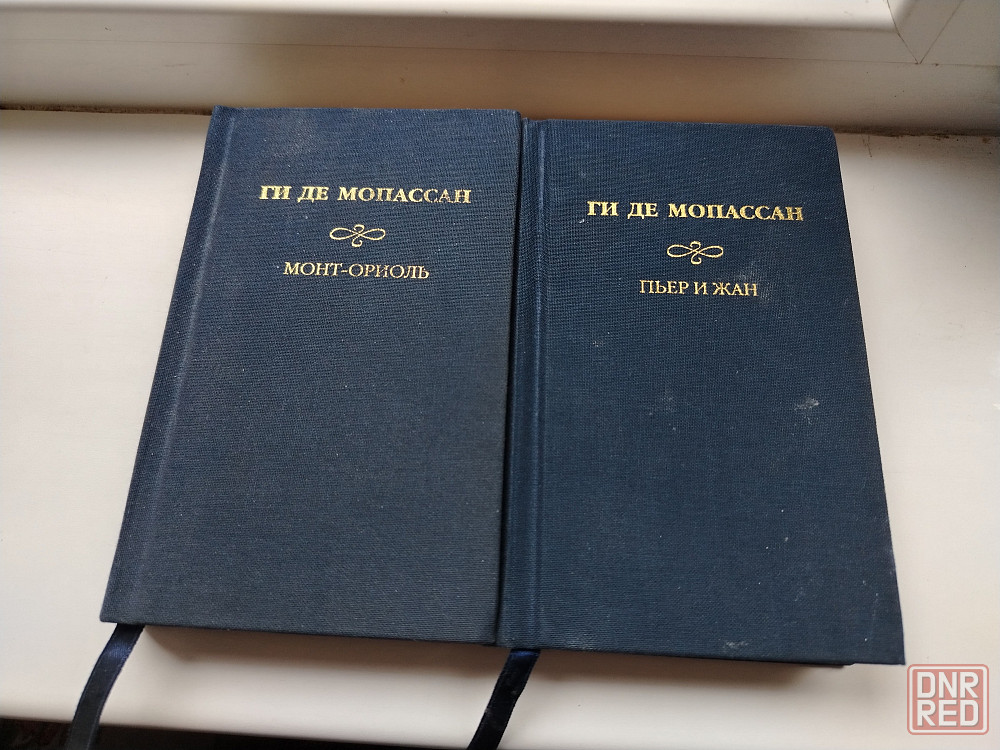 ГИ ДЕ МОПАССАН
МОНТ-ОРИОЛЬ
ГИ ДЕ МОПАССАН
ПЬЕР И ЖАН
DNR
RED